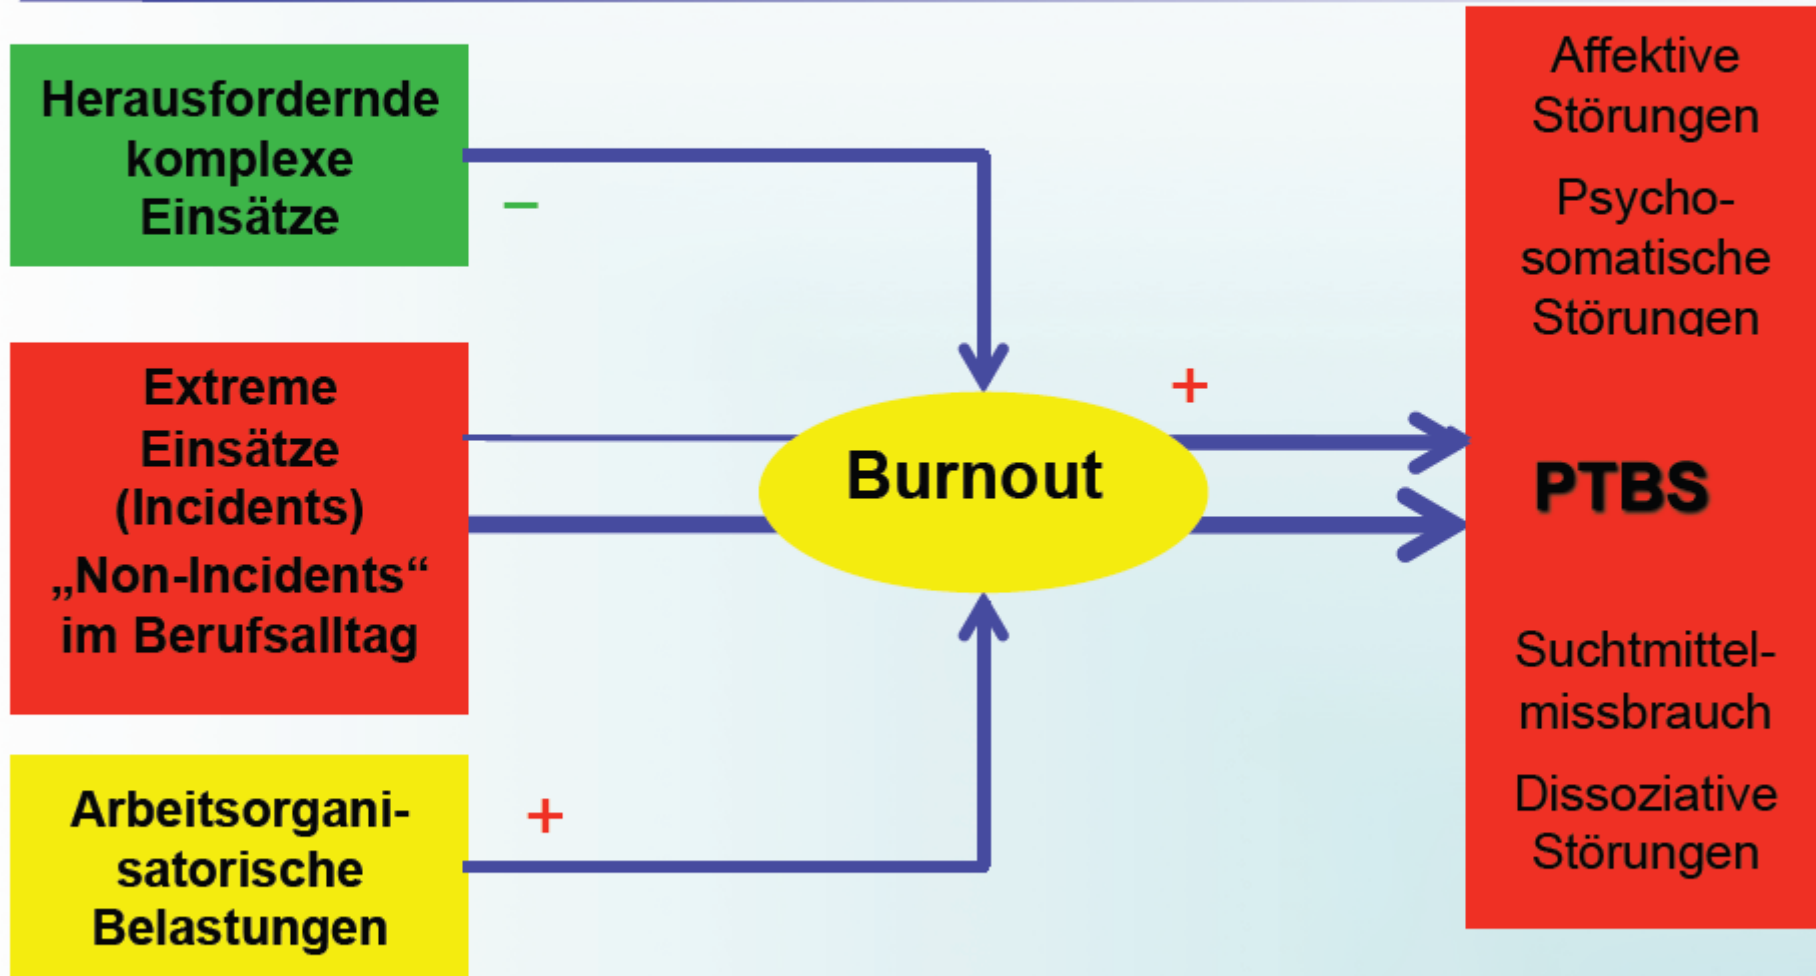 Herausfordernde
komplexe
Einsätze
–
Extreme
Einsätze
(Incidents)
„Non-Incidents“
im Berufsalltag
Arbeitsorgani-
satorische
Belastungen
+
Burnout
+
Affektive
Störungen
Psycho-
somatische
Störungen
PTBS
Suchtmittel-
missbrauch
Dissoziative
Störungen